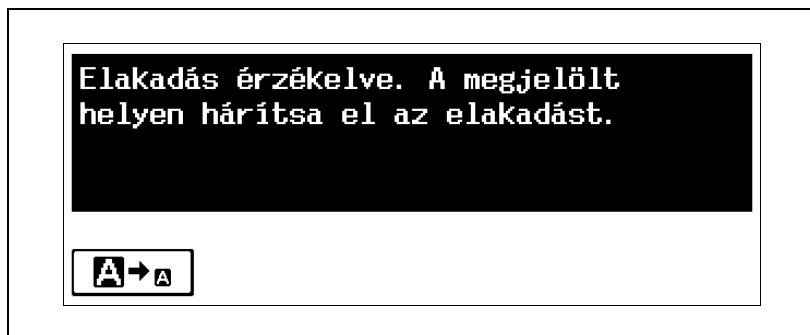 Elakadás érzékelve. A megjelölt
helyen hárítsa el az elakadást.
A→A